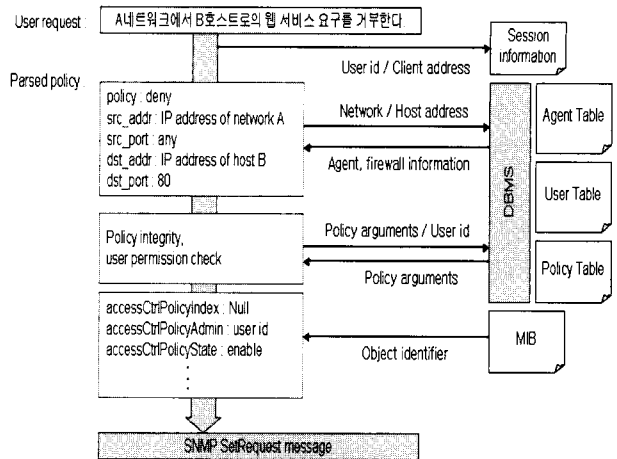 User request : A네트워크에서 B호스트로의 웹 서비스 요구를 거부한다.
Session
information
User id / Client address
Parsed policy :
policy : deny
src_addr : IP address of network A
src_port : any
dst_addr : IP address of host B
dst_port : 80
Network / Host address
Agent, firewall information
DBMS
Agent Table
User Table
Policy Table
Policy integrity,
user permission check
Policy arguments / User id
Policy arguments
accessCtrlPolicyIndex : Null
accessCtrlPolicyAdmin : user id
accessCtrlPolicyState : enable
Object identifier
MIB
SNMP SetRequest message